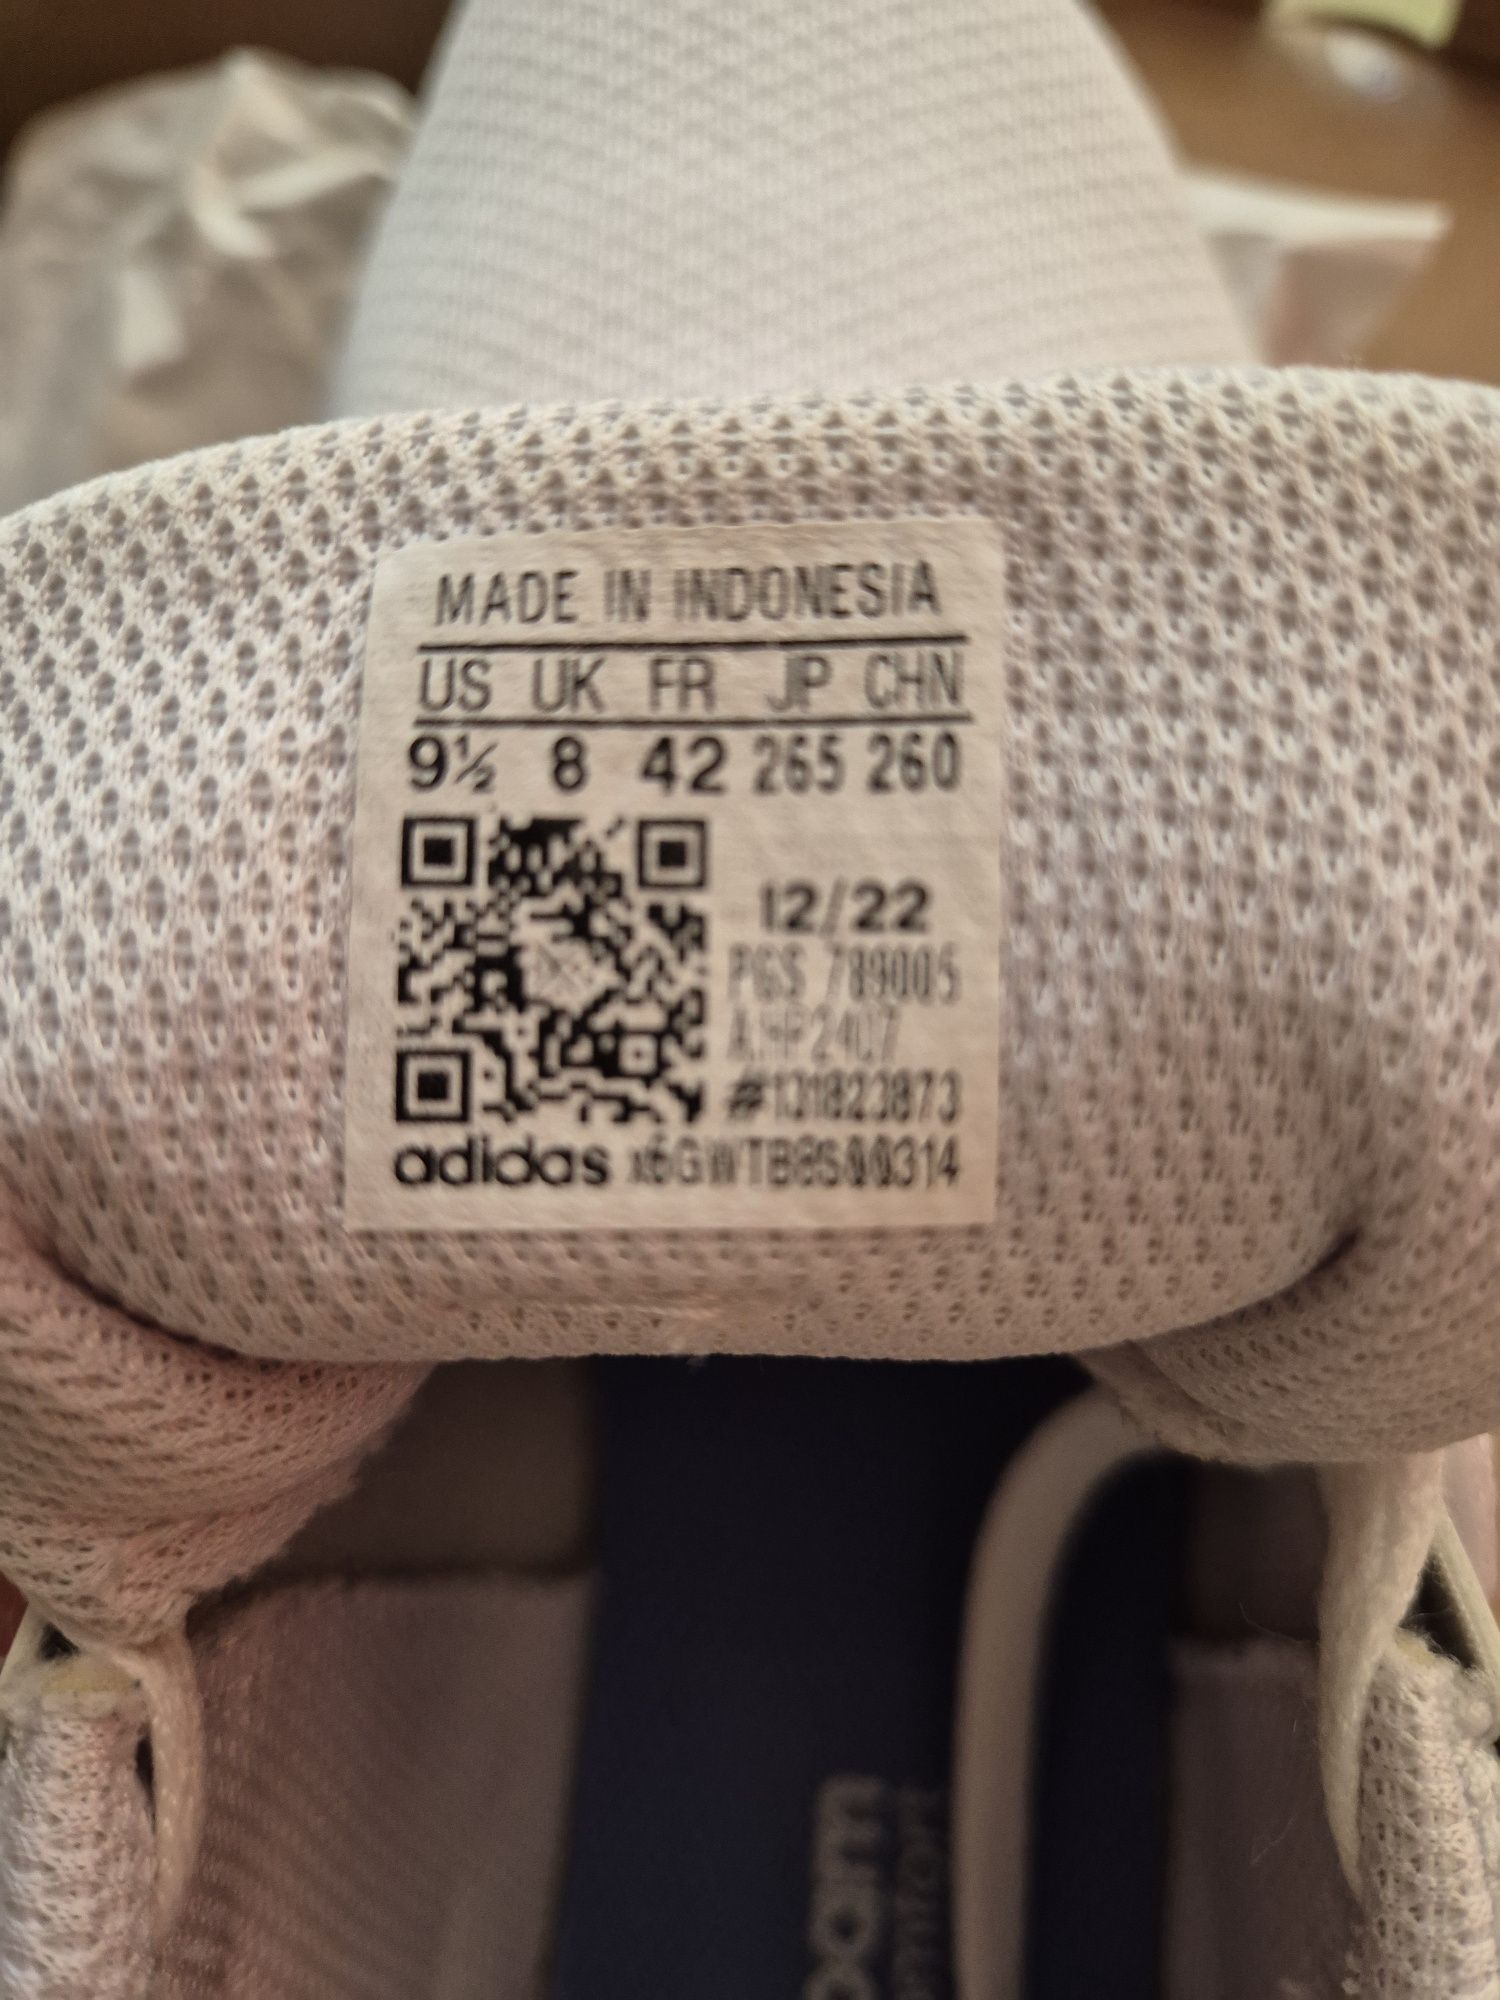 MADE IN INDONESIA
US UK FR JP CHN
9½ 8 42 265 260
12/22
PGS 789005
#131823873
adidas x6GWTB8S00314